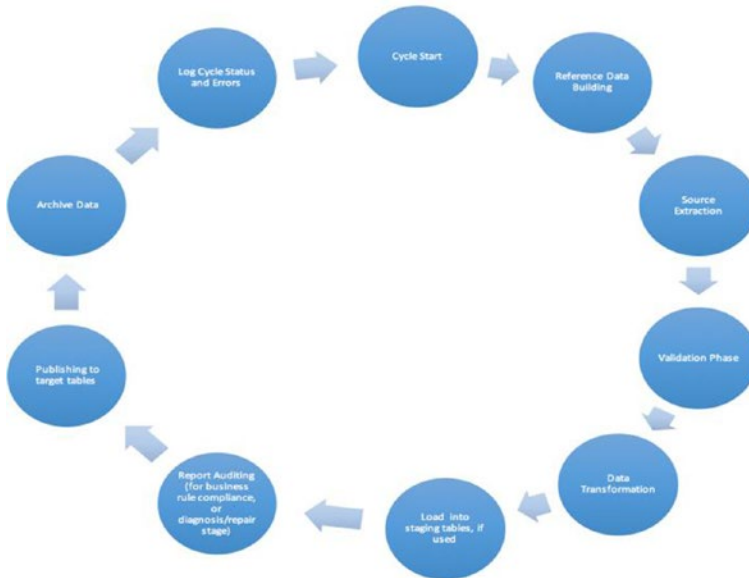 Cycle Start
Reference Data
Building
Source
Extraction
Validation Phase
Data
Transformation
Load into
staging tables, if
used
Report Auditing
(for business
rule compliance,
or
diagnosis/repair
stage)
Publishing to
target tables
Archive Data
Log Cycle Status
and Errors